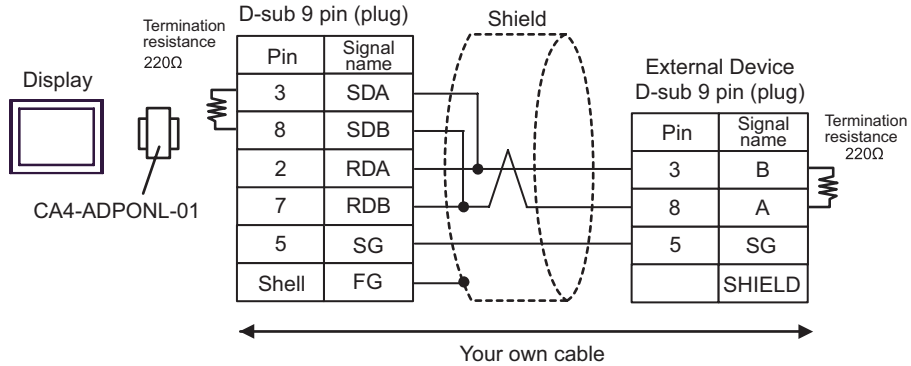 D-sub 9 pin (plug)
Shield
Termination
resistance
220Ω
Display
CA4-ADPONL-01
Pin Signal name
3 SDA
8 SDB
2 RDA
7 RDB
5 SG
Shell FG
External Device
D-sub 9 pin (plug)
Pin Signal name
3 B
8 A
5 SG
SHIELD
Termination
resistance
220Ω
Your own cable